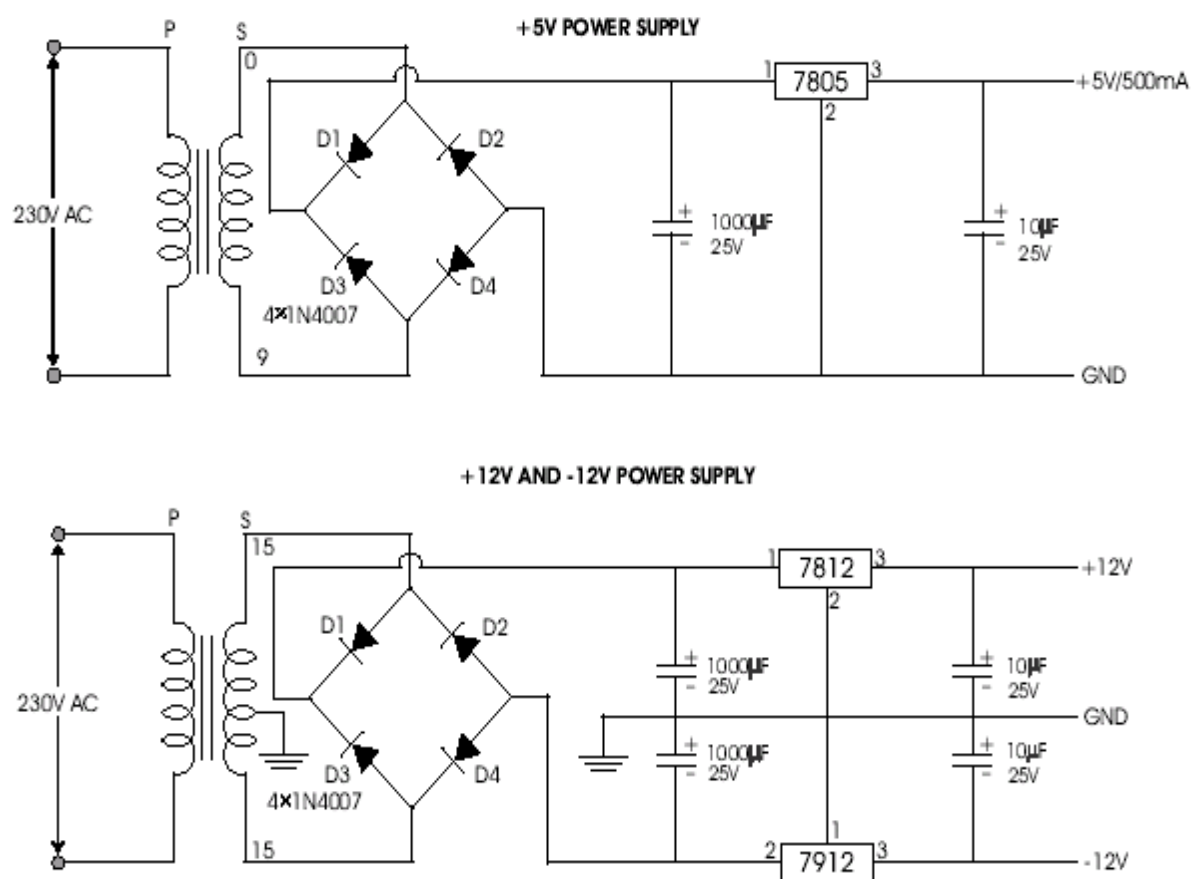 +5V POWER SUPPLY
P
S
0
1
7805
3
+5V/500mA
2
D1
D2
230V AC
+
1000µF
-
25V
+
10µF
-
25V
D3
D4
4×1N4007
9
GND
+12V AND -12V POWER SUPPLY
P
S
15
1
7812
3
+12V
2
D1
D2
+
1000µF
-
25V
+
10µF
-
25V
230V AC
GND
+
1000µF
-
25V
+
10µF
-
25V
D3
D4
4×1N4007
15
1
2
7912
3
-12V